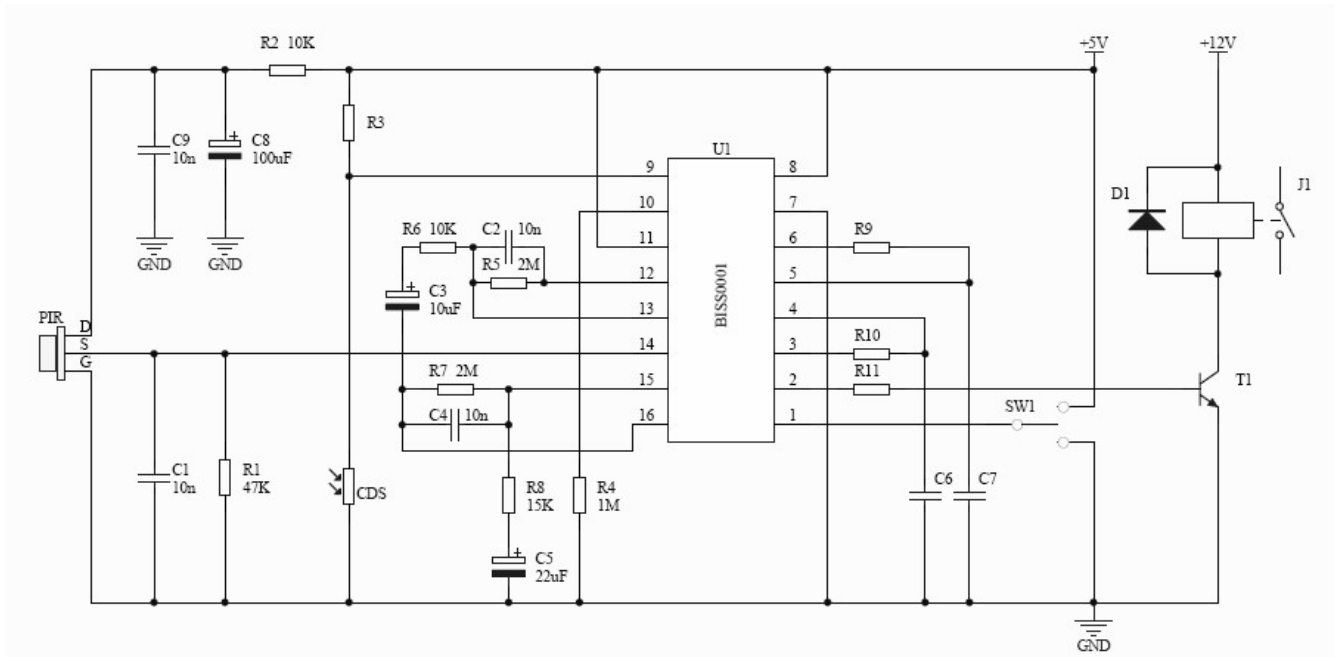 +5V
+12V
R2 10K
R3
C9
10n
C8
100uF
U1
D1
J1
9
8
10
7
R6 10K
C2
10n
11
6
R9
R5
2M
12
5
C3
10uF
BISS0001
13
4
GND
GND
PIR
D
S
G
14
3
R10
R7 2M
15
2
R11
T1
C4
10n
16
1
SW1
C1
10n
R1
47K
CDS
R8
15K
R4
1M
C6
C7
C5
22uF
GND